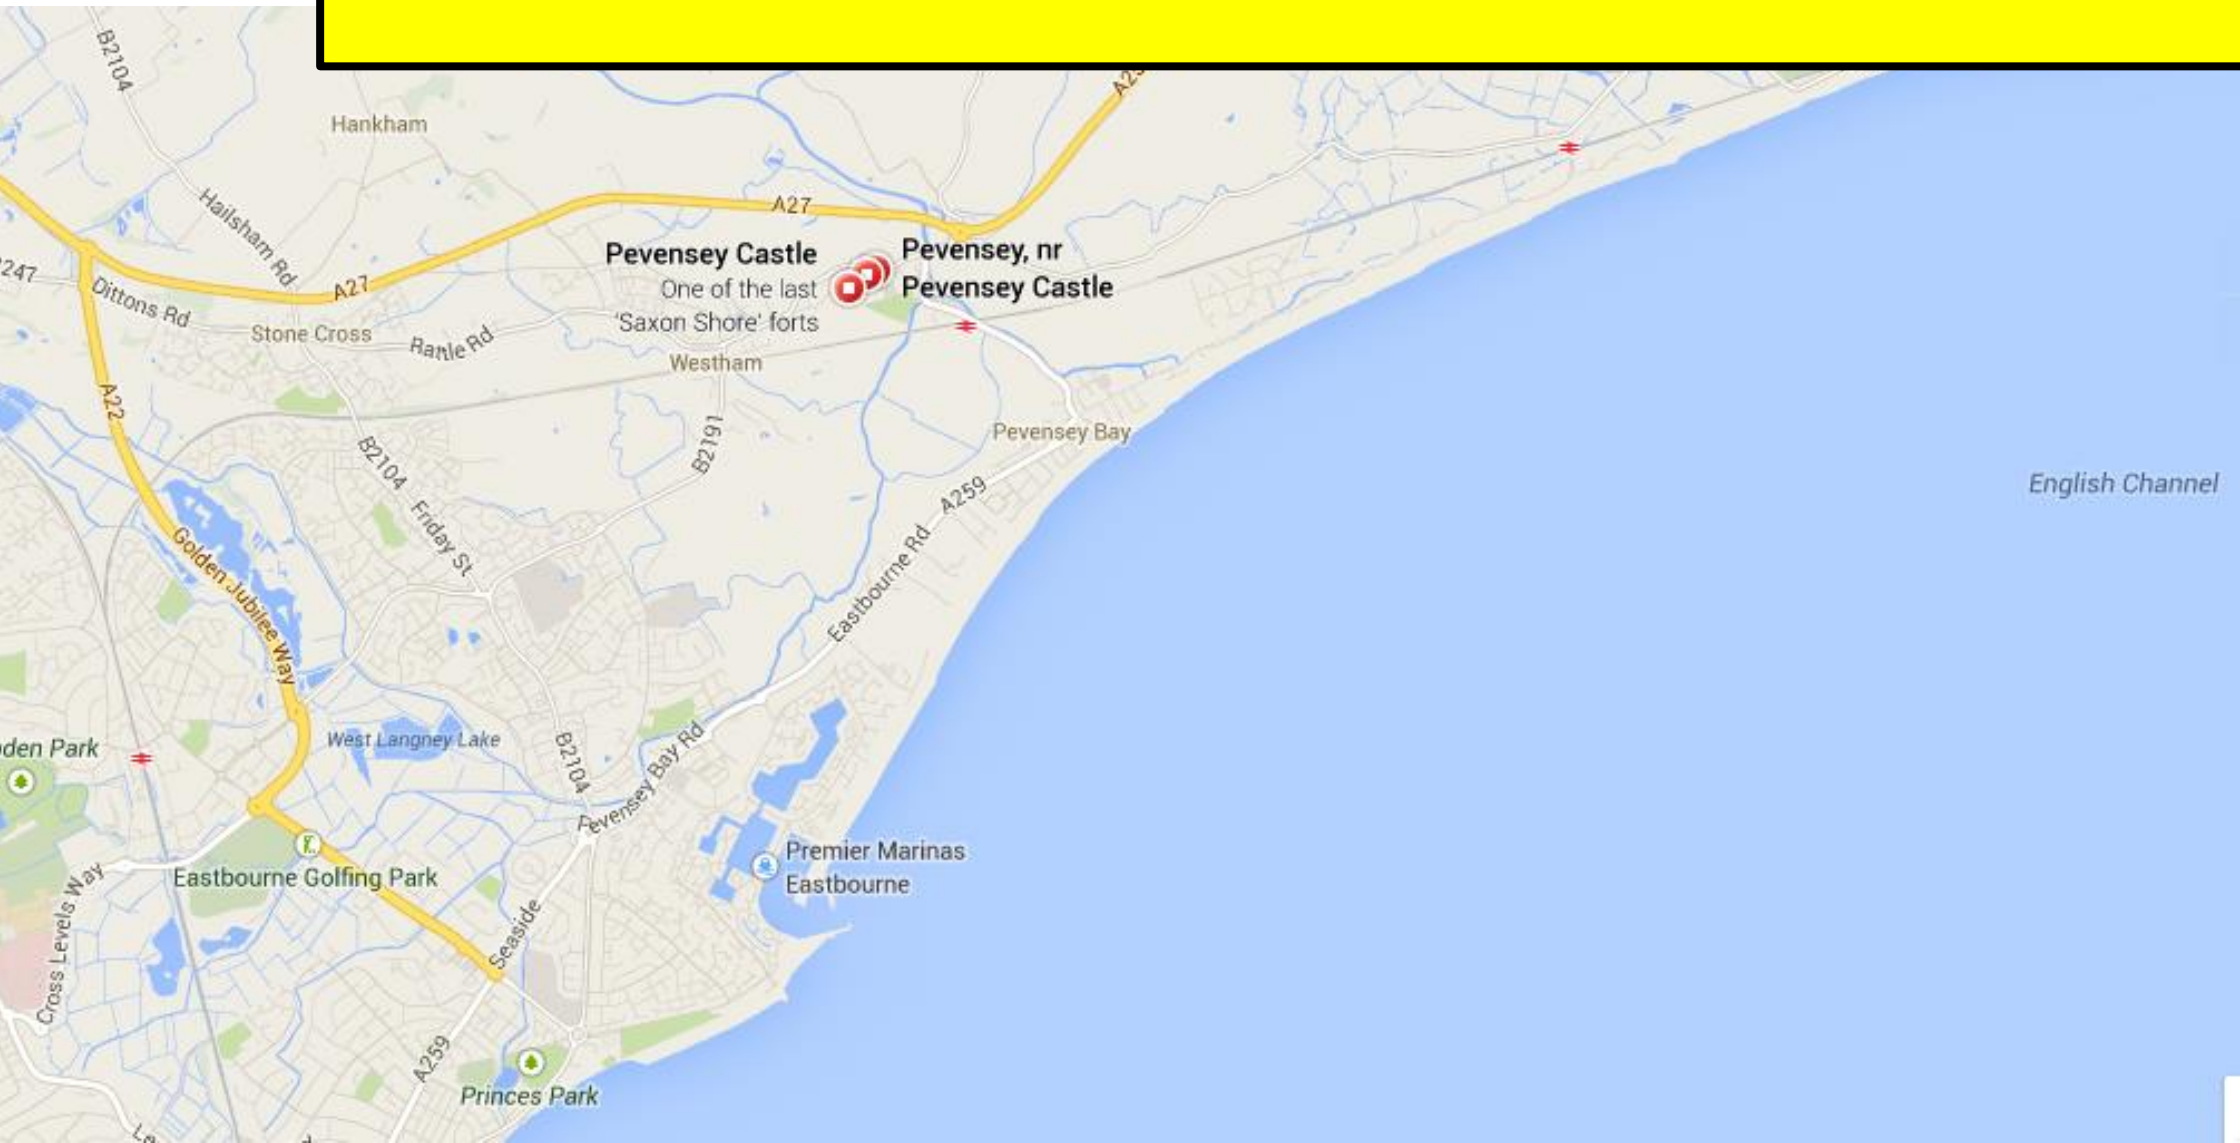 B2104
Hankham
A27
Hailsham Rd
Pevensey Castle
One of the last
'Saxon Shore' forts
Pevensey, nr
Pevensey Castle
247
A27
Dittons Rd
Stone Cross
Rattle Rd
Westham
A22
B2191
Pevensey Bay
B2104
A259
English Channel
Friday St
Golden Jubilee Way
Eastbourne Rd
den Park
West Langney Lake
B2104
Pevensey Bay Rd
Premier Marinas
Eastbourne
Eastbourne Golfing Park
Cross Levels Way
Seaside
A259
Princes Park